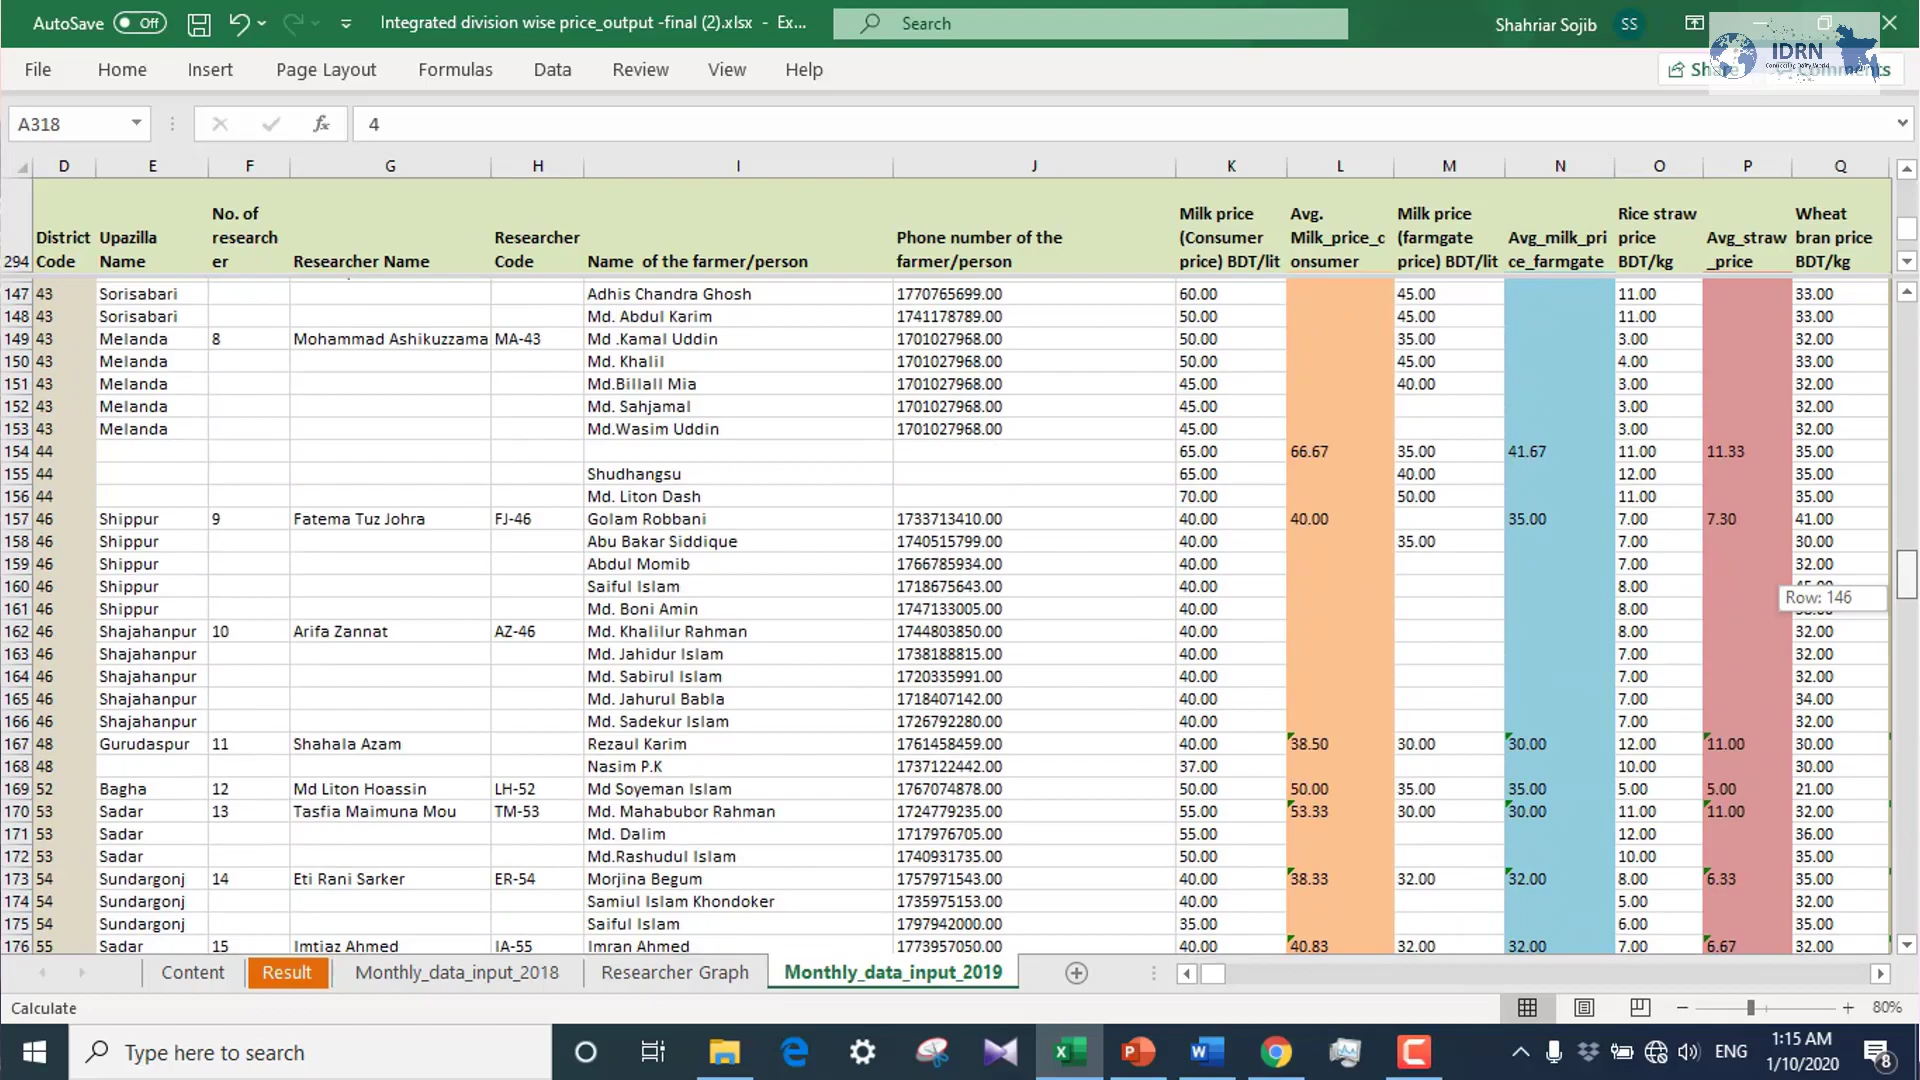 AutoSave Off Integrated division wise price_output -final (2).xlsx - Ex... Search Shahriar Sojib SS
File Home Insert Page Layout Formulas Data Review View Help Share Comments
IDRN
A318 fx 4
D E F G H I J K L M N O P Q
294 District Code Upazilla Name No. of researcher Researcher Name Researcher Code Name of the farmer/person Phone number of the farmer/person Milk price (Consumer price) BDT/lit Avg. Milk_price_consumer Milk price (farmgate price) BDT/lit Avg_milk_price_farmgate Rice straw price BDT/kg Avg_straw_price Wheat bran price BDT/kg
147 43 Sorisabari Adhis Chandra Ghosh 1770765699.00 60.00 45.00 11.00 33.00
148 43 Sorisabari Md. Abdul Karim 1741178789.00 50.00 45.00 11.00 33.00
149 43 Melanda 8 Mohammad Ashikuzzama MA-43 Md .Kamal Uddin 1701027968.00 50.00 35.00 3.00 32.00
150 43 Melanda Md. Khalil 1701027968.00 50.00 45.00 4.00 33.00
151 43 Melanda Md.Billall Mia 1701027968.00 45.00 40.00 3.00 32.00
152 43 Melanda Md. Sahjamal 1701027968.00 45.00 3.00 32.00
153 43 Melanda Md.Wasim Uddin 1701027968.00 45.00 3.00 32.00
154 44 65.00 66.67 35.00 41.67 11.00 11.33 35.00
155 44 Shudhangsu 65.00 40.00 12.00 35.00
156 44 Md. Liton Dash 70.00 50.00 11.00 35.00
157 46 Shippur 9 Fatema Tuz Johra FJ-46 Golam Robbani 1733713410.00 40.00 40.00 35.00 7.00 7.30 41.00
158 46 Shippur Abu Bakar Siddique 1740515799.00 40.00 35.00 7.00 30.00
159 46 Shippur Abdul Momib 1766785934.00 40.00 7.00 32.00
160 46 Shippur Saiful Islam 1718675643.00 40.00 8.00
161 46 Shippur Md. Boni Amin 1747133005.00 40.00 8.00
Row: 146
162 46 Shajahanpur 10 Arifa Zannat AZ-46 Md. Khalilur Rahman 1744803850.00 40.00 8.00 32.00
163 46 Shajahanpur Md. Jahidur Islam 1738188815.00 40.00 7.00 32.00
164 46 Shajahanpur Md. Sabirul Islam 1720335991.00 40.00 7.00 32.00
165 46 Shajahanpur Md. Jahurul Babla 1718407142.00 40.00 7.00 34.00
166 46 Shajahanpur Md. Sadekur Islam 1726792280.00 40.00 7.00 32.00
167 48 Gurudaspur 11 Shahala Azam Rezaul Karim 1761458459.00 40.00 38.50 30.00 30.00 12.00 11.00 30.00
168 48 Nasim P.K 1737122442.00 37.00 10.00 30.00
169 52 Bagha 12 Md Liton Hoassin LH-52 Md Soyeman Islam 1767074878.00 50.00 50.00 35.00 35.00 5.00 5.00 21.00
170 53 Sadar 13 Tasfia Maimuna Mou TM-53 Md. Mahabubor Rahman 1724779235.00 55.00 53.33 30.00 30.00 11.00 11.00 32.00
171 53 Sadar Md. Dalim 1717976705.00 55.00 12.00 36.00
172 53 Sadar Md.Rashudul Islam 1740931735.00 50.00 10.00 35.00
173 54 Sundargonj 14 Eti Rani Sarker ER-54 Morjina Begum 1757971543.00 40.00 38.33 32.00 32.00 8.00 6.33 35.00
174 54 Sundargonj Samiul Islam Khondoker 1735975153.00 40.00 5.00 32.00
175 54 Sundargonj Saiful Islam 1797942000.00 35.00 6.00 35.00
176 55 Sadar 15 Imtiaz Ahmed IA-55 Imran Ahmed 1773957050.00 40.00 40.83 32.00 32.00 7.00 6.67 32.00
Content Result Monthly_data_input_2018 Researcher Graph Monthly_data_input_2019
Calculate 80%
Type here to search ENG 1:15 AM
1/10/2020 8